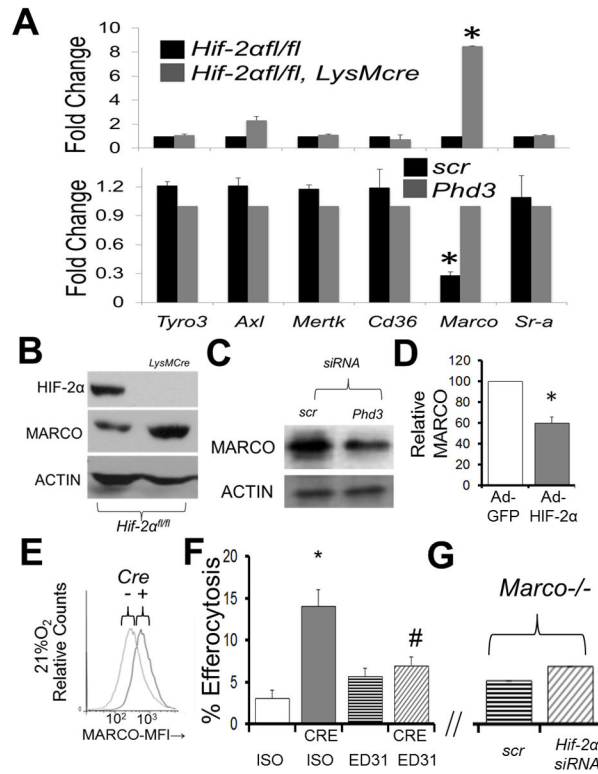 A
Fold Change
10
8
6
4
2
0
Hif-2αfl/fl
Hif-2αfl/fl, LysMcre
*
Fold Change
1.2
0.9
0.6
0.3
0
scr
Phd3
*
Tyro3 Axl Mertk Cd36 Marco Sr-a
B
LysMCre
HIF-2α
MARCO
ACTIN
Hif-2αfl/fl
C
siRNA
scr Phd3
MARCO
ACTIN
D
Relative
MARCO
120
100
80
60
40
20
0
*
Ad-
GFP
Ad-
HIF-2α
E
Cre
- +
21%O2
Relative Counts
10² 10³
MARCO-MFI→
F
% Efferocytosis
20
15
10
5
0
*
#
CRE CRE
ISO ISO ED31 ED31
//
G
Marco-/-
scr
Hif-2α
siRNA